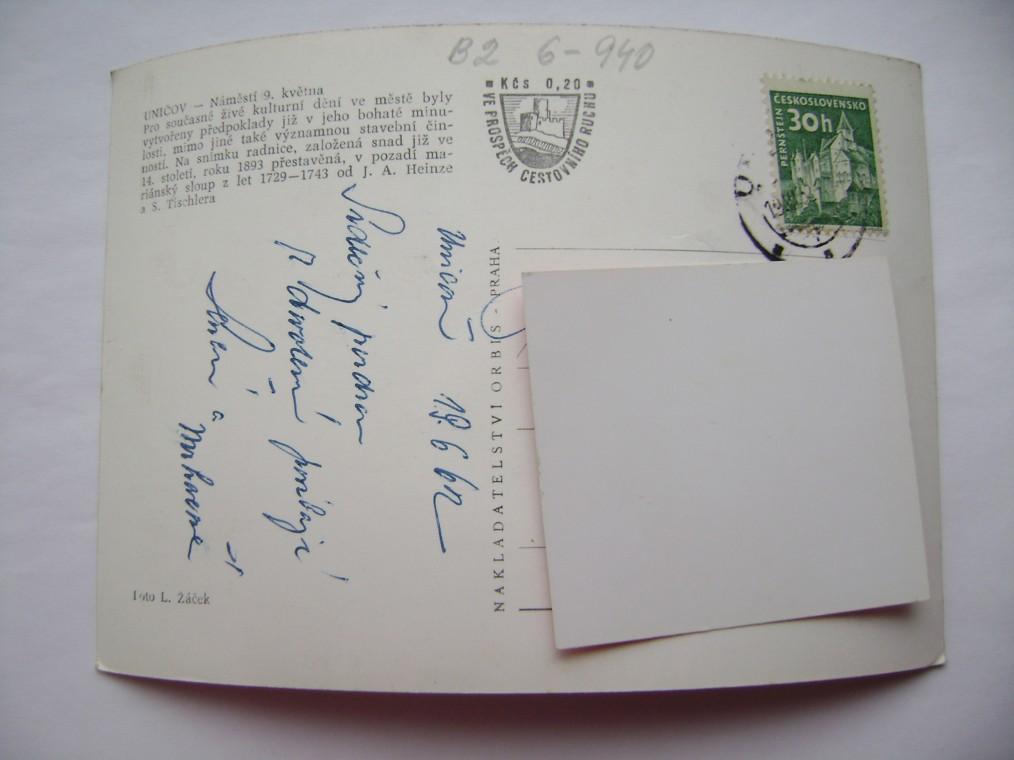 B2 6-940
UNIČOV — Náměstí 9. května
Pro současné živé kulturní dění ve městě byly
vytvořeny předpoklady již v jeho bohaté minu-
losti, mimo jiné také významnou stavební čin-
ností. Na snímku radnice, založená snad již ve
14. století, roku 1893 přestavěná, v pozadí ma-
riánský sloup z let 1729—1743 od J. A. Heinze
a S. Tischlera
Kčs 0,20
VE PROSPĚCH CESTOVNÍHO RUCHU
ČESKOSLOVENSKO
30h
PERNŠTEJN
Uničov 19. 6. 62
Srdečný pozdrav
z dovolené
a
NAKLADATELSTVÍ ORBIS - PRAHA
Foto L. Žáček